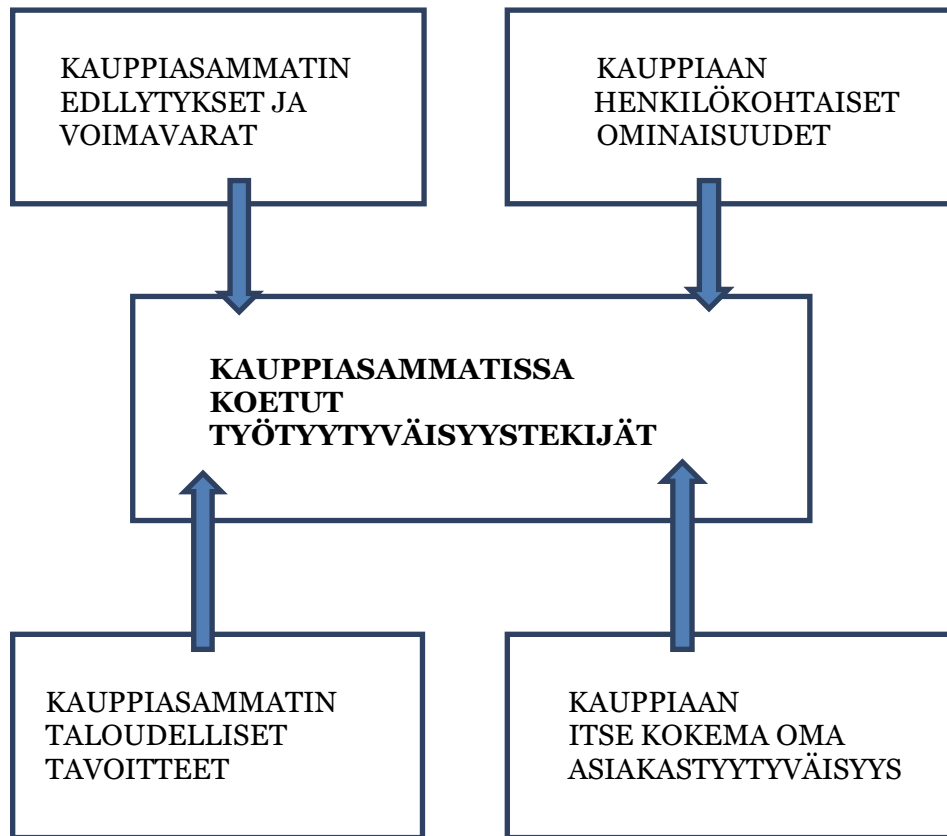 KAUPPIASAMMATIN
EDLLYTYKSET JA
VOIMAVARAT
KAUPPIAAN
HENKILÖKOHTAISET
OMINAISUUDET
KAUPPIASAMMATISSA
KOETUT
TYÖTYYTYVÄISYYSTEKIJÄT
KAUPPIASAMMATIN
TALOUDELLISET
TAVOITTEET
KAUPPIAAN
ITSE KOKEMA OMA
ASIAKASTYYTYVÄISYYS